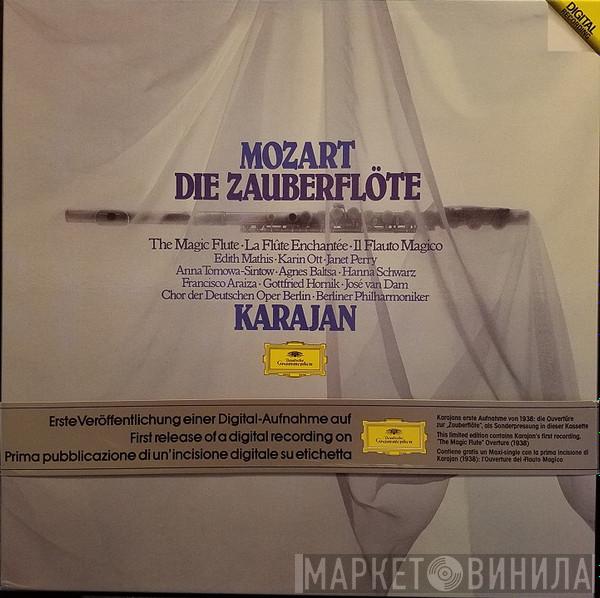 DIGITAL
RECORDING
MOZART
DIE ZAUBERFLÖTE
The Magic Flute · La Flûte Enchantée · Il Flauto Magico
Edith Mathis · Karin Ott · Janet Perry
Anna Tomowa-Sintow · Agnes Baltsa · Hanna Schwarz
Francisco Araiza · Gottfried Hornik · José van Dam
Chor der Deutschen Oper Berlin · Berliner Philharmoniker
KARAJAN
Deutsche
Grammophon
Erste Veröffentlichung einer Digital-Aufnahme auf
First release of a digital recording on
Prima pubblicazione di un'incisione digitale su etichetta
Deutsche
Grammophon
Karajans erste Aufnahme von 1938: die Ouvertüre
zur „Zauberflöte", als Sonderpressung in dieser Kassette
This limited edition contains Karajan's first recording,
"The Magic Flute" Overture (1938)
Contiene gratis un Maxi-single con la prima incisione di
Karajan (1938): l'Ouverture del ‹Flauto Magico›
МАРКЕТ ВИНИЛА